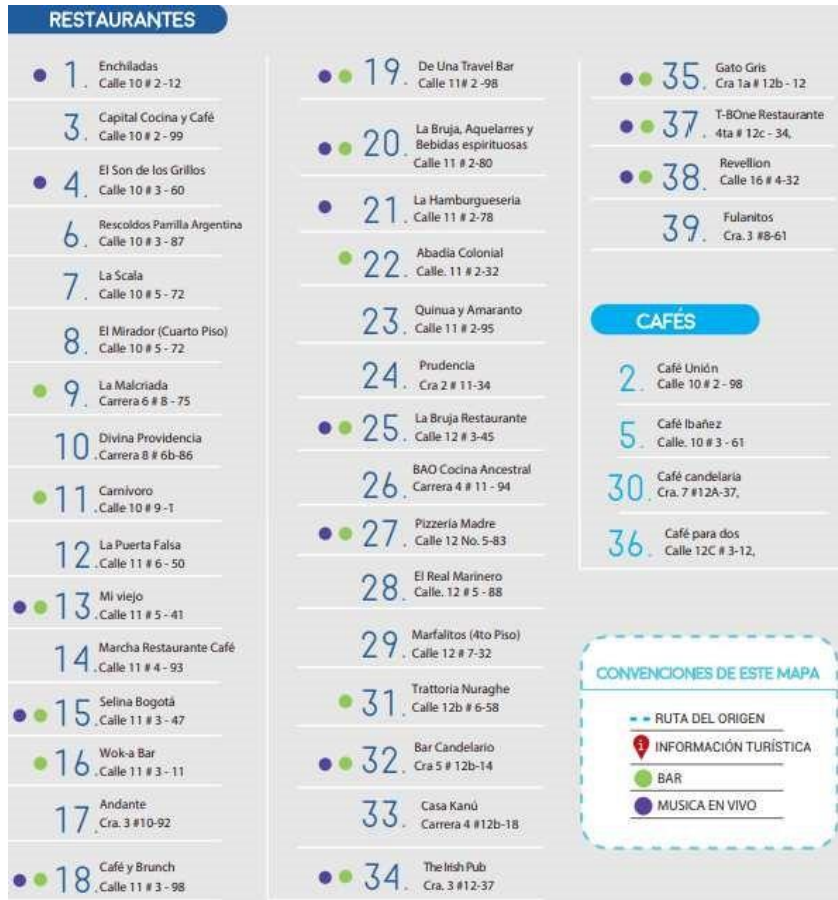 RESTAURANTES
1. Enchiladas
Calle 10 # 2 -12
3. Capital Cocina y Café
Calle 10 # 2 - 99
4. El Son de los Grillos
Calle 10 # 3 - 60
6. Rescoldos Parrilla Argentina
Calle 10 # 3 - 87
7. La Scala
Calle 10 # 5 - 72
8. El Mirador (Cuarto Piso)
Calle 10 # 5 - 72
9. La Malcriada
Carrera 6 # 8 - 75
10. Divina Providencia
Carrera 8 # 6b-86
11. Carnívoro
Calle 10 # 9 -1
12. La Puerta Falsa
Calle 11 # 6 - 50
13. Mi viejo
Calle 11 # 5 - 41
14. Marcha Restaurante Café
Calle 11 # 4 - 93
15. Selina Bogotá
Calle 11 # 3 - 47
16. Wok-a Bar
Calle 11 # 3 - 11
17. Andante
Cra. 3 #10-92
18. Café y Brunch
Calle 11 # 3 - 98
19. De Una Travel Bar
Calle 11# 2 -98
20. La Bruja, Aquelarres y
Bebidas espirituosas
Calle 11 # 2-80
21. La Hamburgueseria
Calle 11 # 2-78
22. Abadía Colonial
Calle. 11 # 2-32
23. Quinua y Amaranto
Calle 11 # 2-95
24. Prudencia
Cra 2 # 11-34
25. La Bruja Restaurante
Calle 12 # 3-45
26. BAO Cocina Ancestral
Carrera 4 # 11 - 94
27. Pizzería Madre
Calle 12 No. 5-83
28. El Real Marinero
Calle. 12 # 5 - 88
29. Marfalitos (4to Piso)
Calle 12 # 7-32
31. Trattoria Nuraghe
Calle 12b # 6-58
32. Bar Candelario
Cra 5 # 12b-14
33. Casa Kanú
Carrera 4 #12b-18
34. The Irish Pub
Cra. 3 #12-37
35. Gato Gris
Cra 1a # 12b - 12
37. T-BOne Restaurante
4ta # 12c - 34,
38. Revellion
Calle 16 # 4-32
39. Fulanitos
Cra. 3 #8-61
CAFÉS
2. Café Unión
Calle 10 # 2 - 98
5. Café Ibañez
Calle. 10 # 3 - 61
30. Café candelaria
Cra. 7 #12A-37,
36. Café para dos
Calle 12C # 3-12,
CONVENCIONES DE ESTE MAPA
RUTA DEL ORIGEN
i INFORMACIÓN TURÍSTICA
BAR
MUSICA EN VIVO